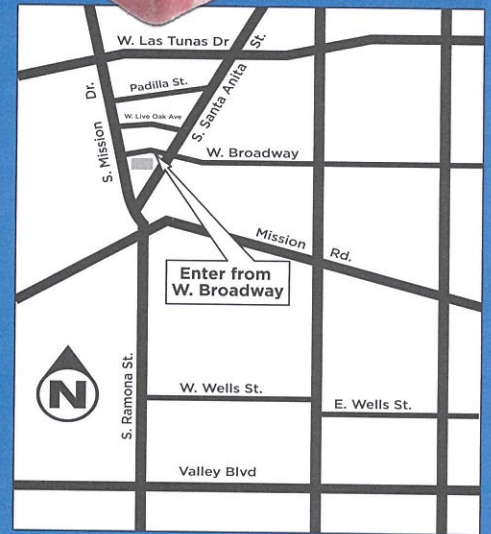 W. Las Tunas Dr
Padilla St.
W. Live Oak Ave
S. Mission Dr.
S. Santa Anita St.
W. Broadway
Mission Rd.
Enter from
W. Broadway
N
S. Ramona St.
W. Wells St.
E. Wells St.
Valley Blvd